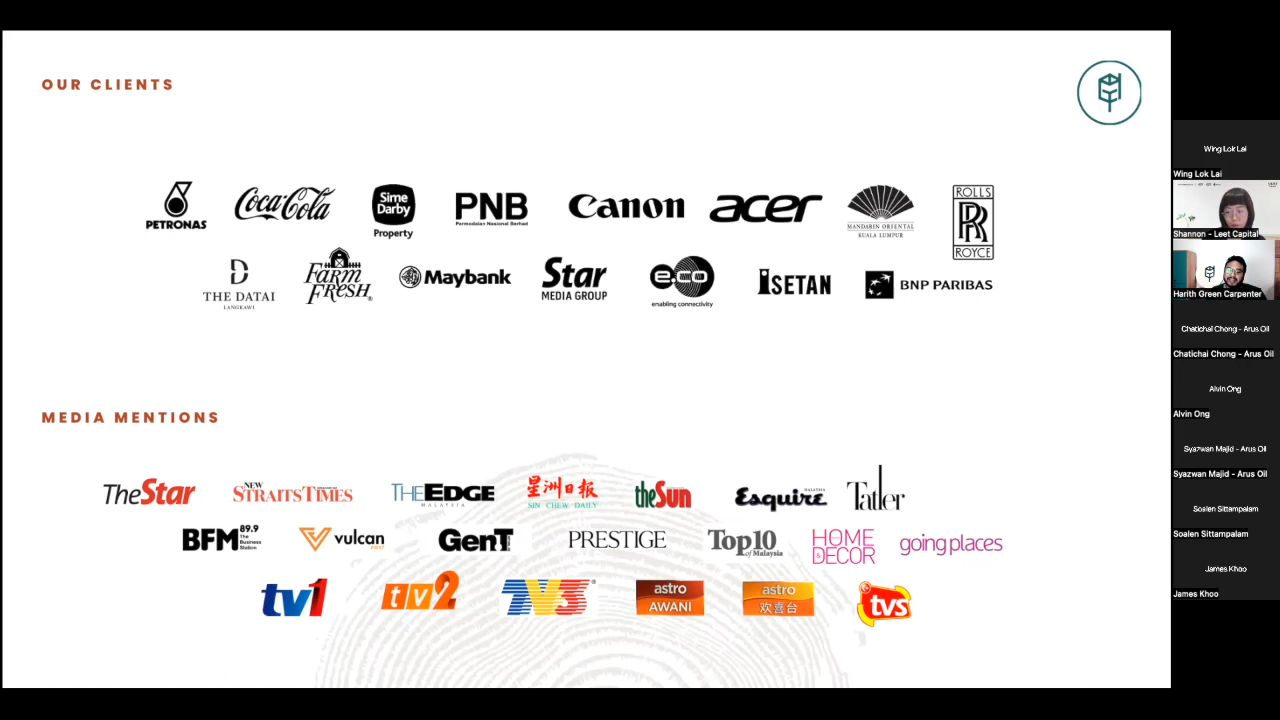 OUR CLIENTS
PETRONAS
Coca-Cola
Sime
Darby
Property
PNB
Permodalan Nasional Berhad
Canon
acer
MANDARIN ORIENTAL
KUALA LUMPUR
ROLLS
RR
ROYCE
D
THE DATAI
LANGKAWI
FARM
FRESH®
Maybank
Star
MEDIA GROUP
enabling connectivity
ISETAN
BNP PARIBAS
MEDIA MENTIONS
TheStar
NEW
STRAITS TIMES
THE EDGE
MALAYSIA
星洲日報
SIN CHEW DAILY
theSun
Esquire
Tatler
BFM 89.9
The
Business
Station
vulcan
POST
GenT
PRESTIGE
Top10
of Malaysia
HOME
& DECOR
going places
tv1
tv2
TV3®
astro
AWANI
astro
欢喜台
tvs
Wing Lok Lai
Wing Lok Lai
Shannon - Leet Capital
Harith Green Carpenter
Chatichai Chong - Arus Oil
Chatichai Chong - Arus Oil
Alvin Ong
Alvin Ong
Syazwan Majid - Arus Oil
Syazwan Majid - Arus Oil
Soalen Sittampalam
Soalen Sittampalam
James Khoo
James Khoo